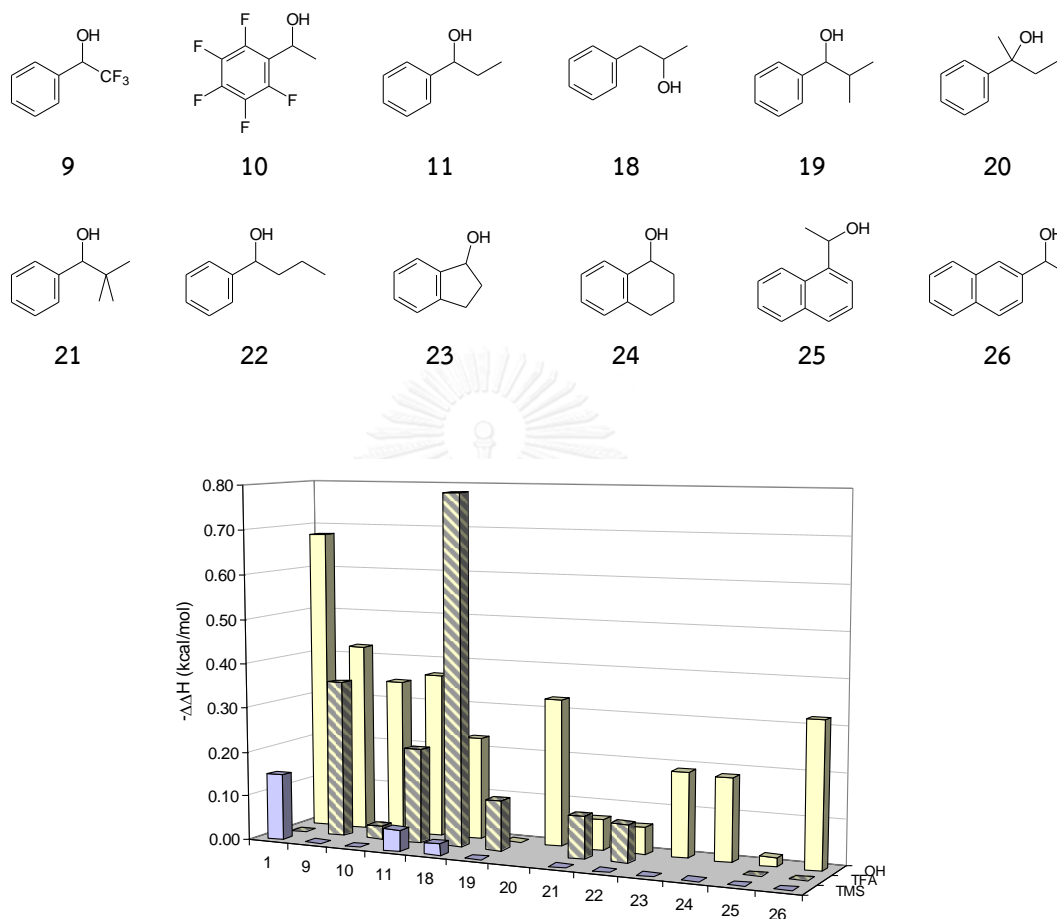 OH
CF3
9
OH
F
F
F
F
F
10
OH
11
OH
18
OH
19
OH
20
OH
21
OH
22
OH
23
OH
24
OH
25
OH
26
-ΔΔH (kcal/mol)
0.80
0.70
0.60
0.50
0.40
0.30
0.20
0.10
0.00
1 9 10 11 18 19 20 21 22 23 24 25 26
OH
TFA
TMS